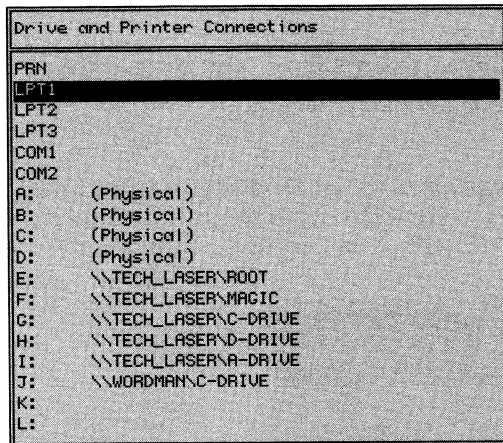 Drive and Printer Connections
PRN
LPT1
LPT2
LPT3
COM1
COM2
A: (Physical)
B: (Physical)
C: (Physical)
D: (Physical)
E: \\TECH_LASER\ROOT
F: \\TECH_LASER\MAGIC
G: \\TECH_LASER\C-DRIVE
H: \\TECH_LASER\D-DRIVE
I: \\TECH_LASER\A-DRIVE
J: \\WORDMAN\C-DRIVE
K:
L: